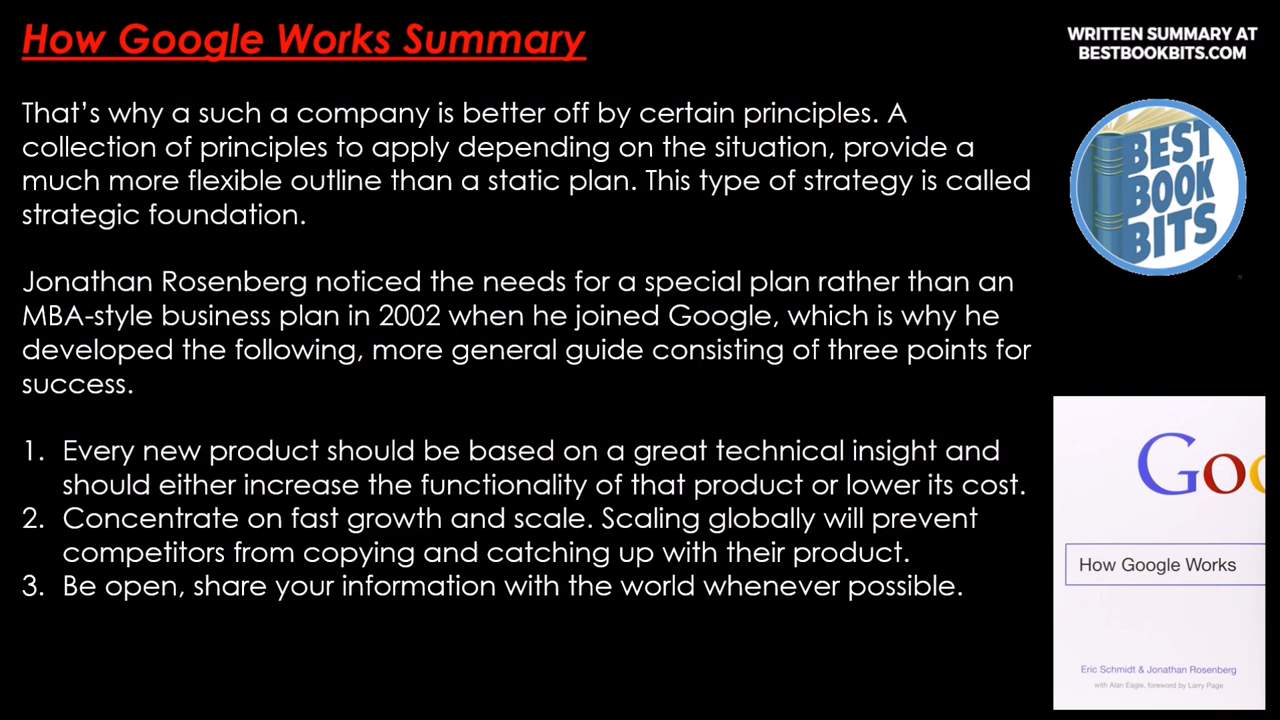 How Google Works Summary
WRITTEN SUMMARY AT
BESTBOOKBITS.COM
That's why a such a company is better off by certain principles. A
collection of principles to apply depending on the situation, provide a
much more flexible outline than a static plan. This type of strategy is called
strategic foundation.
BEST
BOOK
BITS
Jonathan Rosenberg noticed the needs for a special plan rather than an
MBA-style business plan in 2002 when he joined Google, which is why he
developed the following, more general guide consisting of three points for
success.
1. Every new product should be based on a great technical insight and
should either increase the functionality of that product or lower its cost.
2. Concentrate on fast growth and scale. Scaling globally will prevent
competitors from copying and catching up with their product.
3. Be open, share your information with the world whenever possible.
Goo
How Google Works
Eric Schmidt & Jonathan Rosenberg
with Alan Eagle, foreword by Larry Page